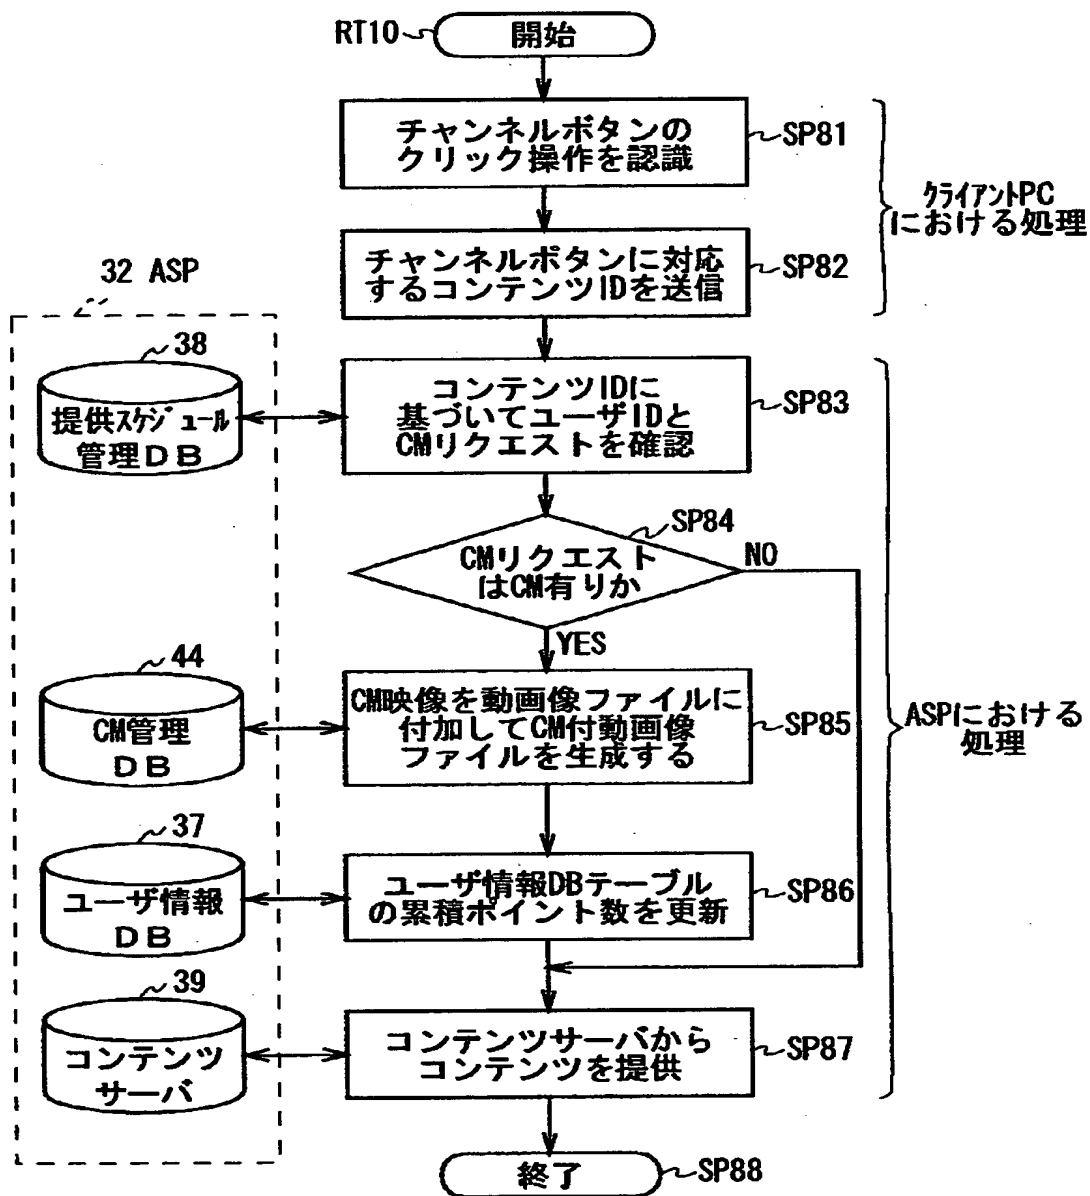 RT10
開始
チャンネルボタンの
クリック操作を認識
SP81
クライアントPC
における処理
チャンネルボタンに対応
するコンテンツIDを送信
SP82
32 ASP
38
提供スケジュール
管理DB
コンテンツIDに
基づいてユーザIDと
CMリクエストを確認
SP83
SP84
CMリクエスト
はCM有りか
NO
YES
44
CM管理
DB
CM映像を動画像ファイルに
付加してCM付動画像
ファイルを生成する
SP85
ASPにおける
処理
37
ユーザ情報
DB
ユーザ情報DBテーブル
の累積ポイント数を更新
SP86
39
コンテンツ
サーバ
コンテンツサーバから
コンテンツを提供
SP87
終了
SP88